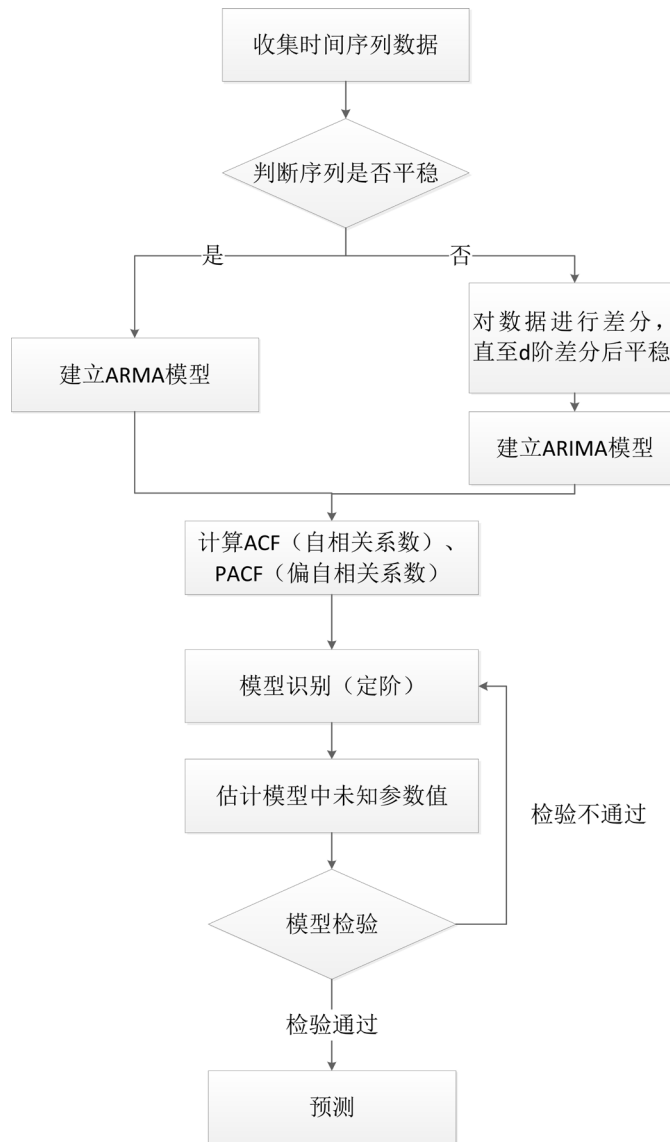 收集时间序列数据
判断序列是否平稳
是
否
对数据进行差分，
直至d阶差分后平稳
建立ARMA模型
建立ARIMA模型
计算ACF（自相关系数）、
PACF（偏自相关系数）
模型识别（定阶）
估计模型中未知参数值
检验不通过
模型检验
检验通过
预测